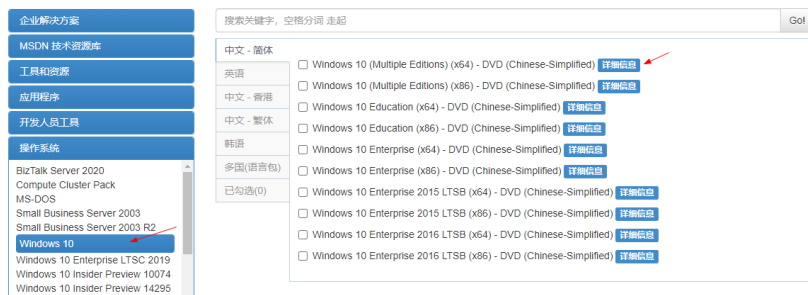 企业解决方案
MSDN 技术资源库
工具和资源
应用程序
开发人员工具
操作系统
BizTalk Server 2020
Compute Cluster Pack
MS-DOS
Small Business Server 2003
Small Business Server 2003 R2
Windows 10
Windows 10 Enterprise LTSC 2019
Windows 10 Insider Preview 10074
Windows 10 Insider Preview 14295
搜索关键字，空格分词 走起
Go!
中文 - 简体
英语
中文 - 香港
中文 - 繁体
韩语
多国(语言包)
已勾选(0)
Windows 10 (Multiple Editions) (x64) - DVD (Chinese-Simplified) 详细信息
Windows 10 (Multiple Editions) (x86) - DVD (Chinese-Simplified) 详细信息
Windows 10 Education (x64) - DVD (Chinese-Simplified) 详细信息
Windows 10 Education (x86) - DVD (Chinese-Simplified) 详细信息
Windows 10 Enterprise (x64) - DVD (Chinese-Simplified) 详细信息
Windows 10 Enterprise (x86) - DVD (Chinese-Simplified) 详细信息
Windows 10 Enterprise 2015 LTSB (x64) - DVD (Chinese-Simplified) 详细信息
Windows 10 Enterprise 2015 LTSB (x86) - DVD (Chinese-Simplified) 详细信息
Windows 10 Enterprise 2016 LTSB (x64) - DVD (Chinese-Simplified) 详细信息
Windows 10 Enterprise 2016 LTSB (x86) - DVD (Chinese-Simplified) 详细信息